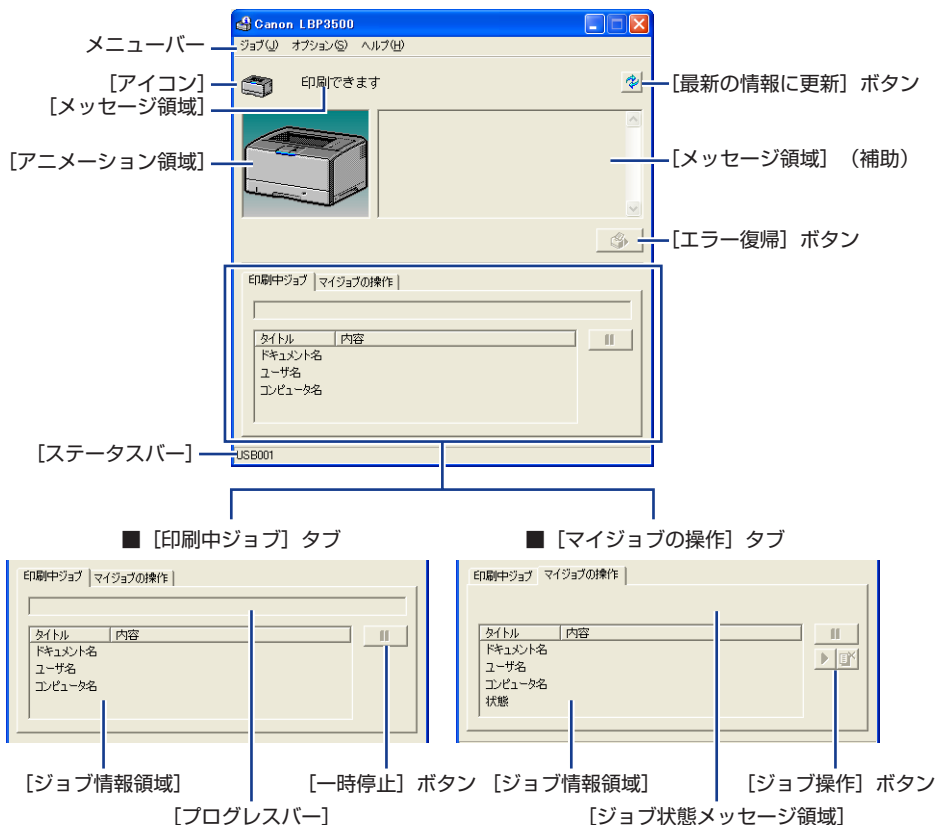 Canon LBP3500
メニューバー
ジョブ(J) オプション(S) ヘルプ(H)
[アイコン]
印刷できます
[最新の情報に更新] ボタン
[メッセージ領域]
[アニメーション領域]
[メッセージ領域] (補助)
[エラー復帰] ボタン
印刷中ジョブ マイジョブの操作
タイトル 内容
ドキュメント名
ユーザ名
コンピュータ名
[ステータスバー]
USB001
■ [印刷中ジョブ] タブ
■ [マイジョブの操作] タブ
印刷中ジョブ マイジョブの操作
タイトル 内容
ドキュメント名
ユーザ名
コンピュータ名
[ジョブ情報領域]
[一時停止] ボタン
[プログレスバー]
印刷中ジョブ マイジョブの操作
タイトル 内容
ドキュメント名
ユーザ名
コンピュータ名
状態
[ジョブ情報領域]
[ジョブ操作] ボタン
[ジョブ状態メッセージ領域]